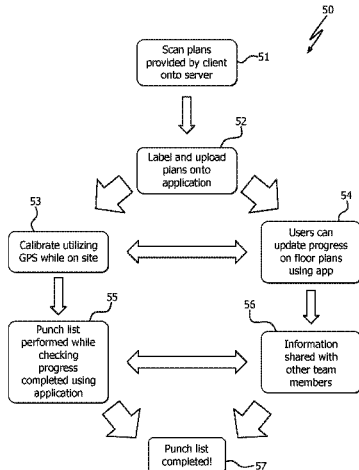 50
Scan plans
provided by client
onto server
51
52
Label and upload
plans onto
application
53
54
Calibrate utilizing
GPS while on site
Users can
update progress
on floor plans
using app
55
56
Punch list
performed while
checking
progress
completed using
application
Information
shared with
other team
members
Punch list
completed!
57